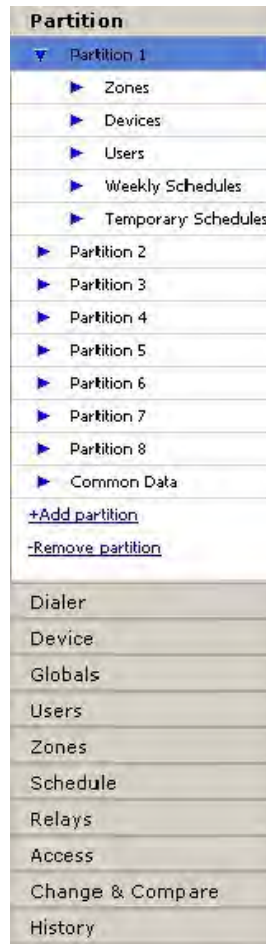 Partition
Partition 1
Zones
Devices
Users
Weekly Schedules
Temporary Schedules
Partition 2
Partition 3
Partition 4
Partition 5
Partition 6
Partition 7
Partition 8
Common Data
+Add partition
-Remove partition
Dialer
Device
Globals
Users
Zones
Schedule
Relays
Access
Change & Compare
History